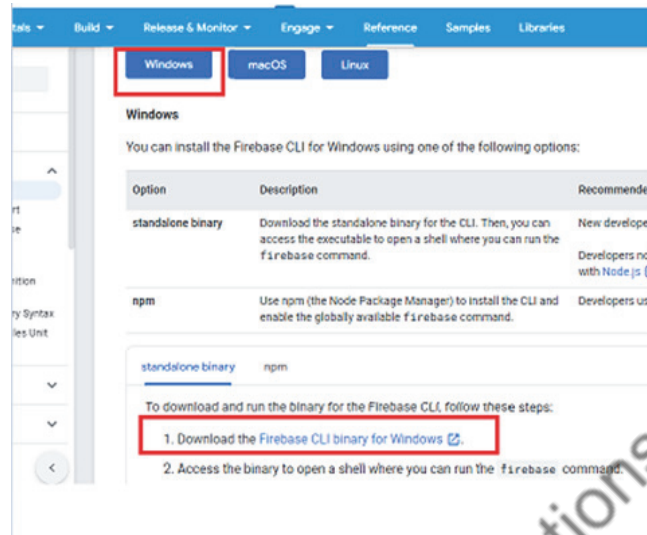 Build Release & Monitor Engage Reference Samples Libraries
Windows macOS Linux
Windows
You can install the Firebase CLI for Windows using one of the following options:
Option Description
standalone binary Download the standalone binary for the CLI. Then, you can New
access the executable to open a shell where you can run the
firebase command. Developers
with Node.js
npm Use npm (the Node Package Manager) to install the CLI and Developers
enable the globally available firebase command.
Syntax
Unit
standalone binary npm
To download and run the binary for the Firebase CLI, follow these steps:
1. Download the Firebase CLI binary for Windows.
2. Access the binary to open a shell where you can run the firebase command.